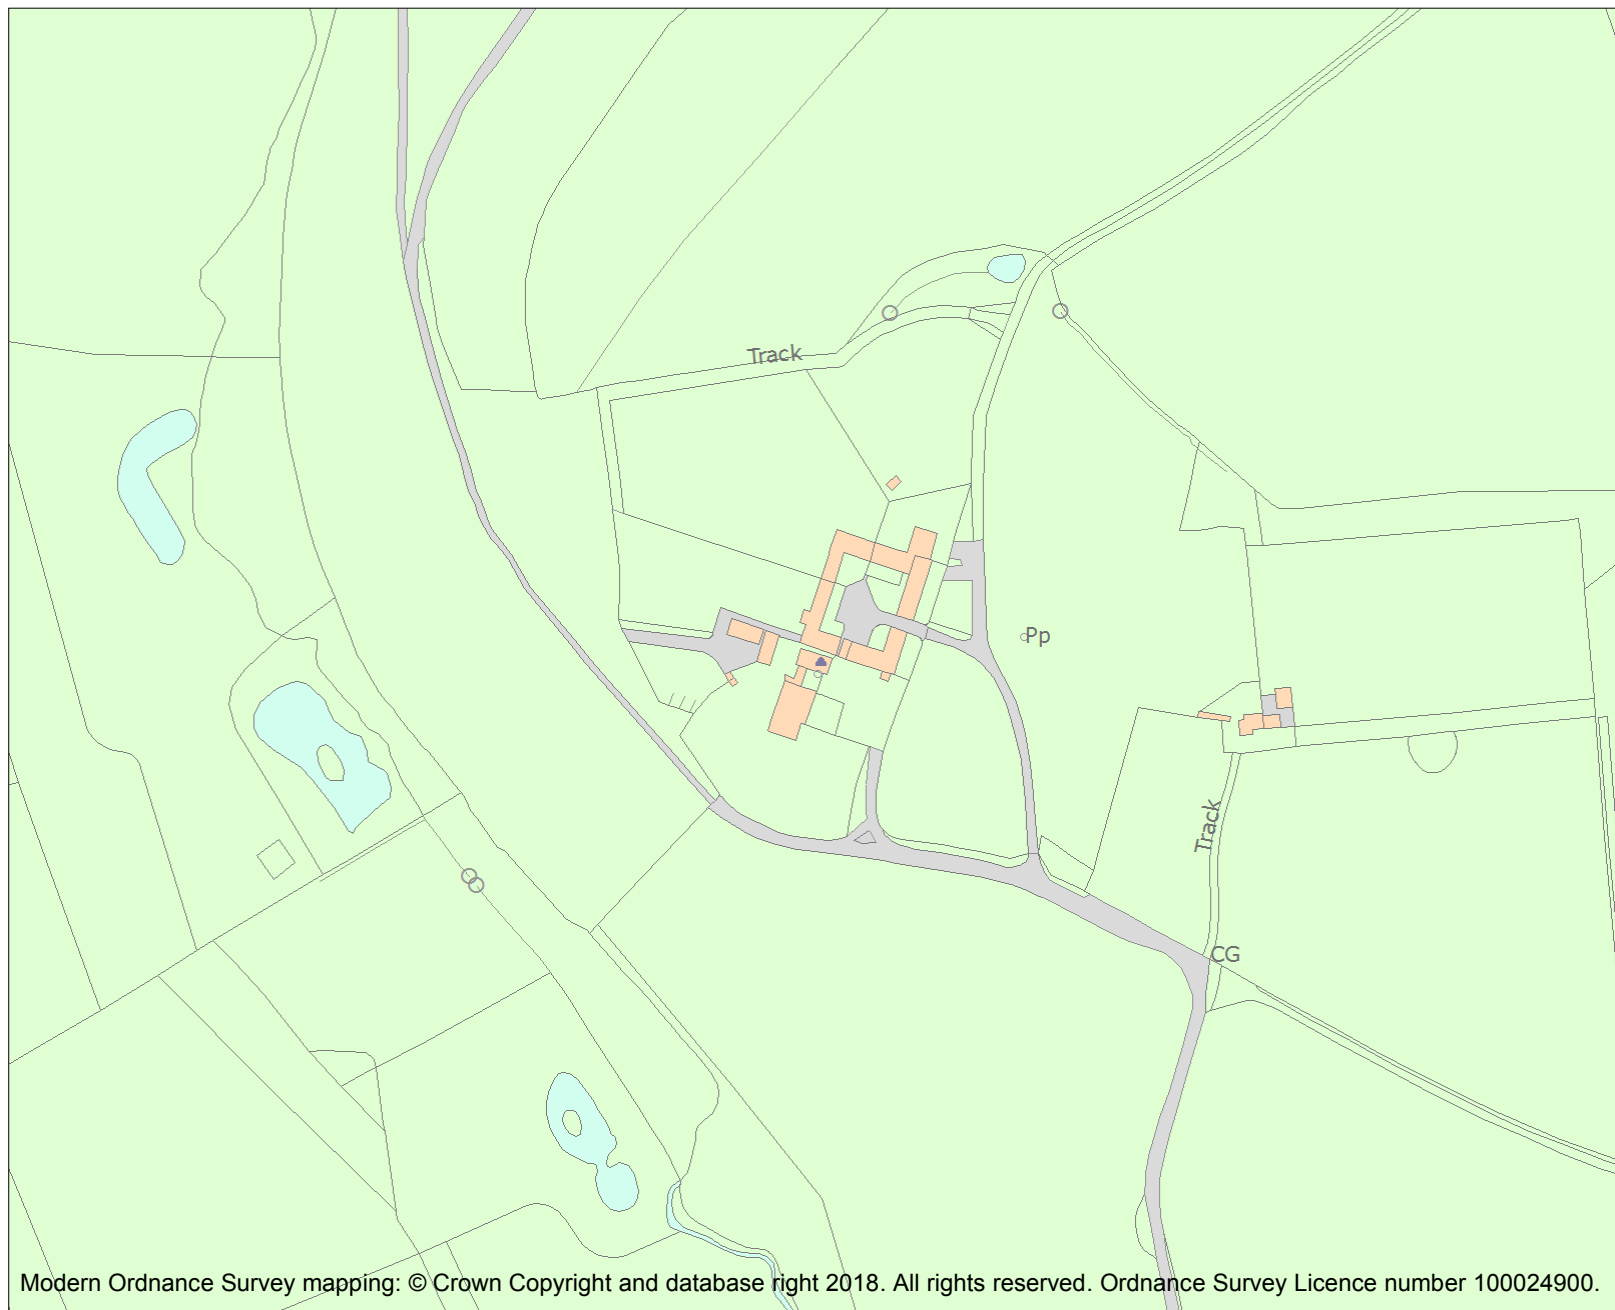 Track
Pp
Track
CG
Modern Ordnance Survey mapping: © Crown Copyright and database right 2018. All rights reserved. Ordnance Survey Licence number 100024900.